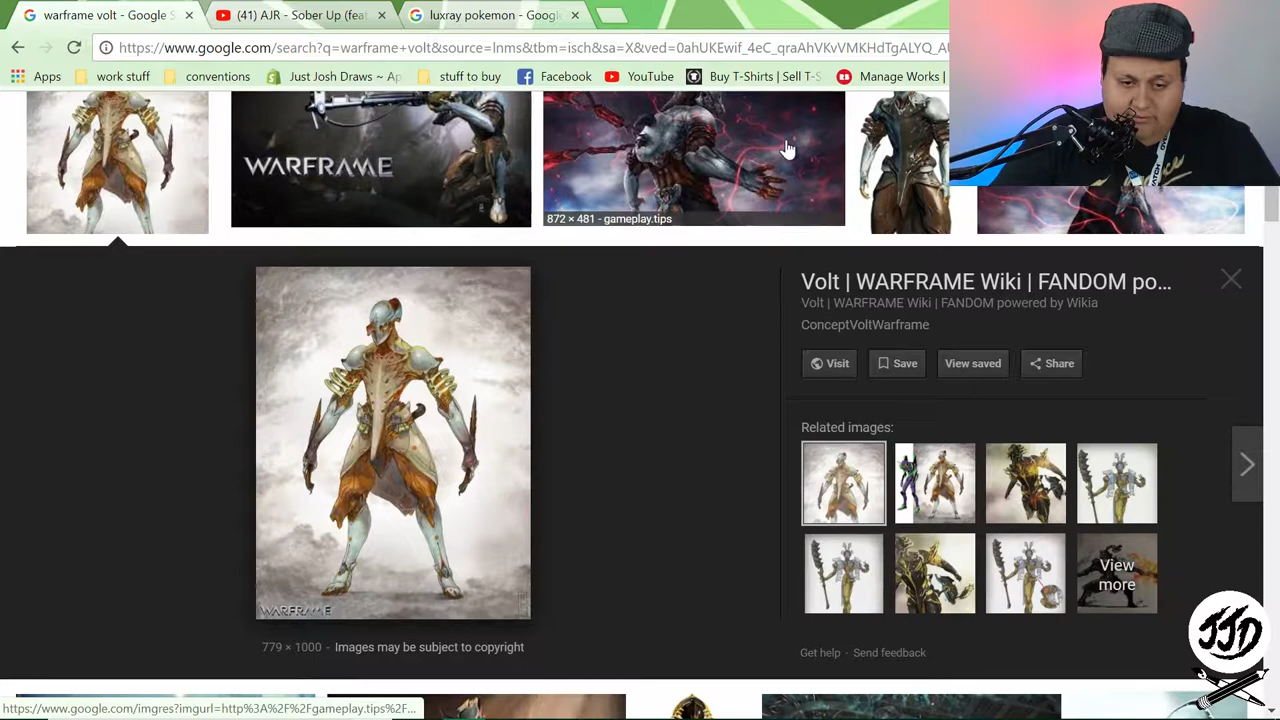 warframe volt - Google S
(41) AJR - Sober Up (feat
luxray pokemon - Google
https://www.google.com/search?q=warframe+volt&source=lnms&tbm=isch&sa=X&ved=0ahUKEwif_4eC_qraAhVKvVMKHdTgALYQ_AU
Apps
work stuff
conventions
Just Josh Draws ~ Ap
stuff to buy
Facebook
YouTube
Buy T-Shirts | Sell T-S
Manage Works |
WARFRAME
872 × 481 - gameplay.tips
Volt | WARFRAME Wiki | FANDOM po...
Volt | WARFRAME Wiki | FANDOM powered by Wikia
ConceptVoltWarframe
Visit
Save
View saved
Share
Related images:
View
more
WARFRAME
779 × 1000 - Images may be subject to copyright
Get help - Send feedback
JJD
https://www.google.com/imgres?imgurl=http%3A%2F%2Fgameplay.tips%2F...